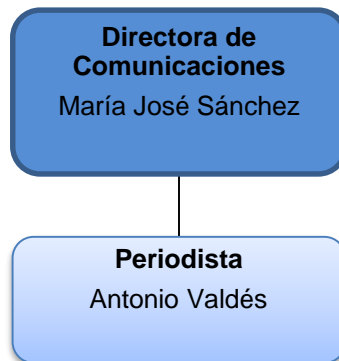 Directora de
Comunicaciones
María José Sánchez
Periodista
Antonio Valdés